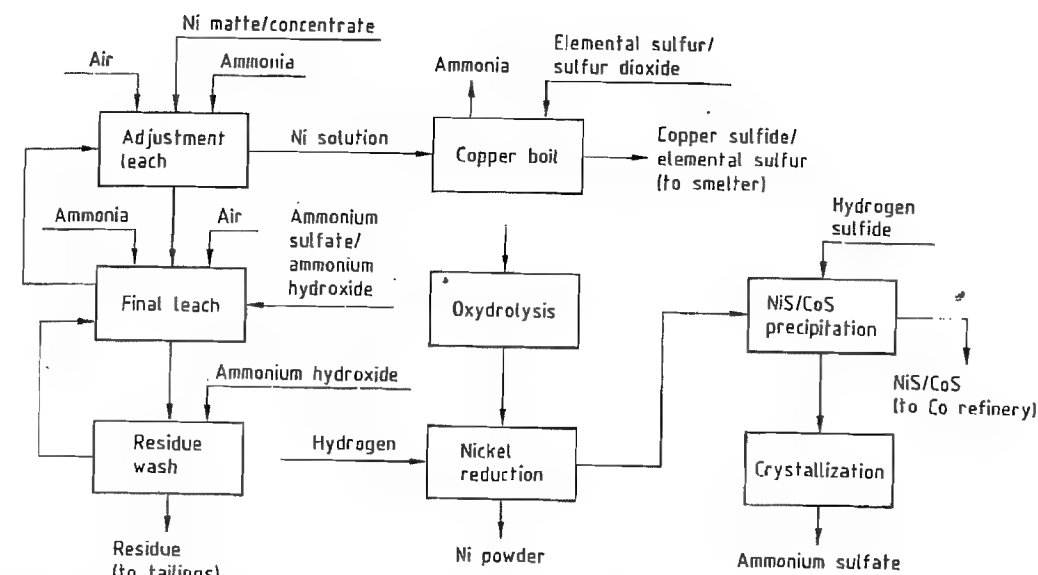 Ni matte/concentrate
Air
Ammonia
Adjustment
leach
Ni solution
Ammonia
Elemental sulfur/
sulfur dioxide
Copper boil
Copper sulfide/
elemental sulfur
(to smelter)
Ammonia
Air
Ammonium
sulfate/
ammonium
hydroxide
Final leach
Oxydrolysis
Hydrogen
sulfide
NiS/CoS
precipitation
NiS/CoS
(to Co refinery)
Ammonium hydroxide
Residue
wash
Hydrogen
Nickel
reduction
Crystallization
Residue
(to tailings)
Ni powder
Ammonium sulfate